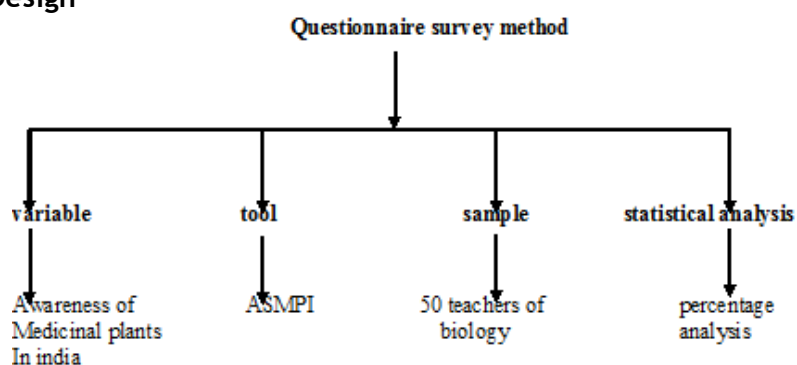 Design
Questionnaire survey method
variable
tool
sample
statistical analysis
Awareness of
Medicinal plants
In india
ASMPI
50 teachers of
biology
percentage
analysis